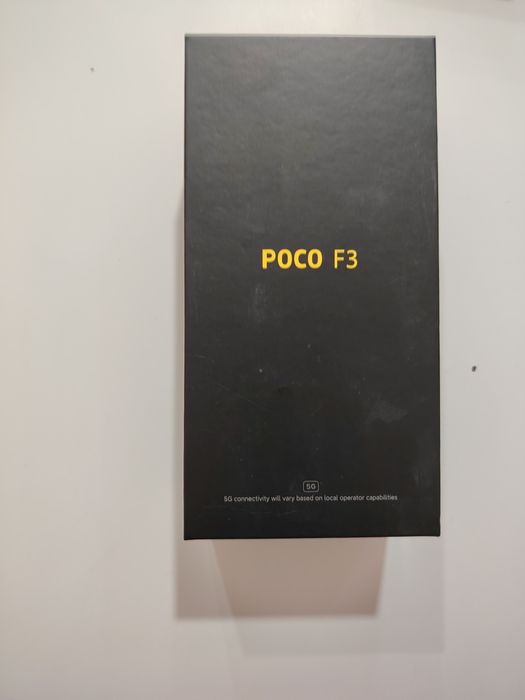 POCO F3
5G
5G connectivity will vary based on local operator capabilities